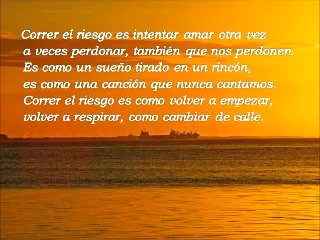 Correr el riesgo es intentar amar otra vez
a veces perdonar, también que nos perdonen.
Es como un sueño tirado en un rincón,
es como una canción que nunca cantamos.
Correr el riesgo es como volver a empezar,
volver a respirar, como cambiar de calle.